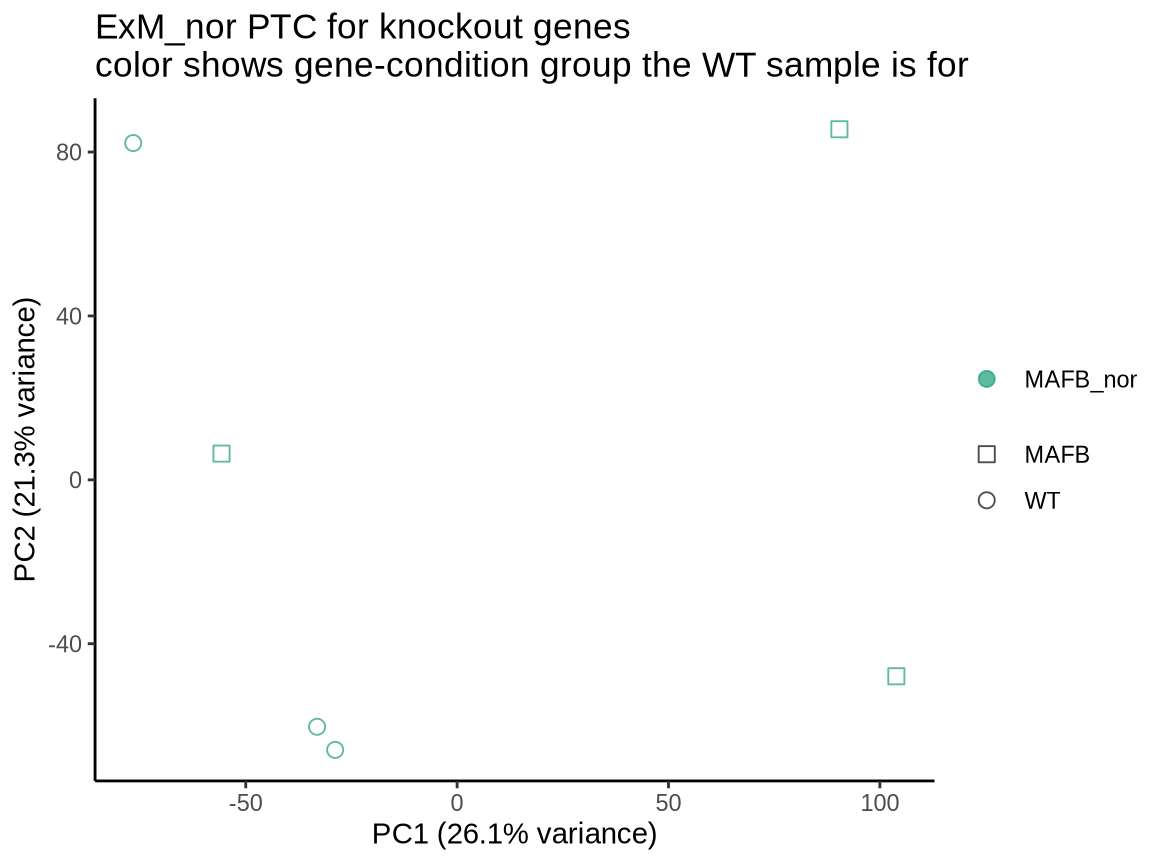 ExM_nor PTC for knockout genes
color shows gene-condition group the WT sample is for
80
40
0
-40
PC2 (21.3% variance)
-50
0
50
100
PC1 (26.1% variance)
MAFB_nor
MAFB
WT